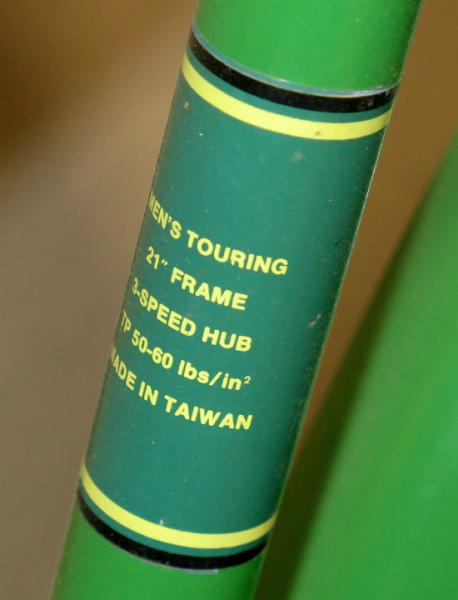 MEN'S TOURING
21" FRAME
3-SPEED HUB
TP 50-60 lbs/in²
MADE IN TAIWAN